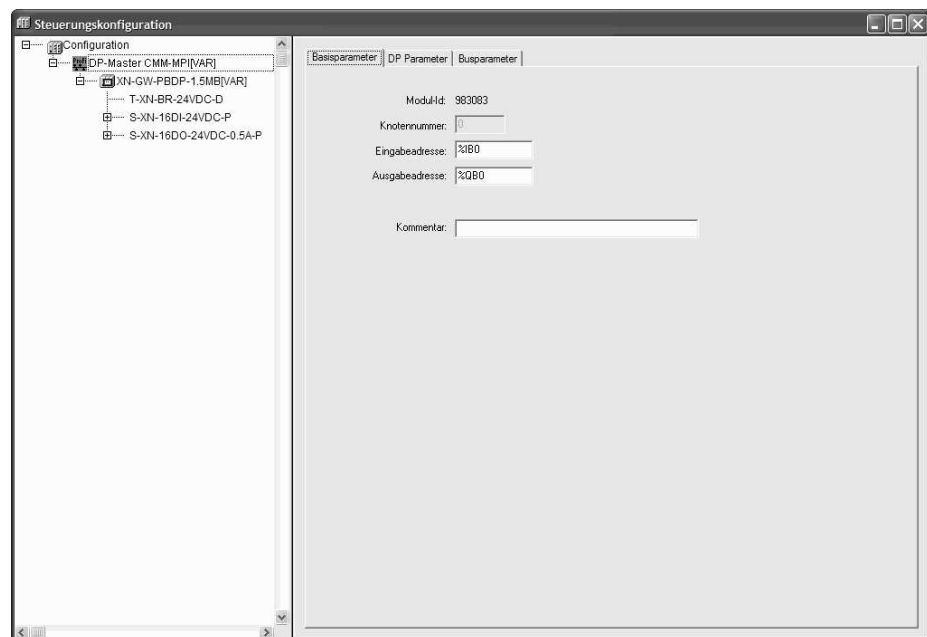 Steuerungskonfiguration
Configuration
DP-Master CMM-MPI[VAR]
XN-GW-PBDP-1.5MB[VAR]
T-XN-BR-24VDC-D
S-XN-16DI-24VDC-P
S-XN-16DO-24VDC-0.5A-P
Basisparameter DP Parameter Busparameter
Modul-Id: 983083
Knotennummer: 0
Eingabeadresse: %IB0
Ausgabeadresse: %QB0
Kommentar: